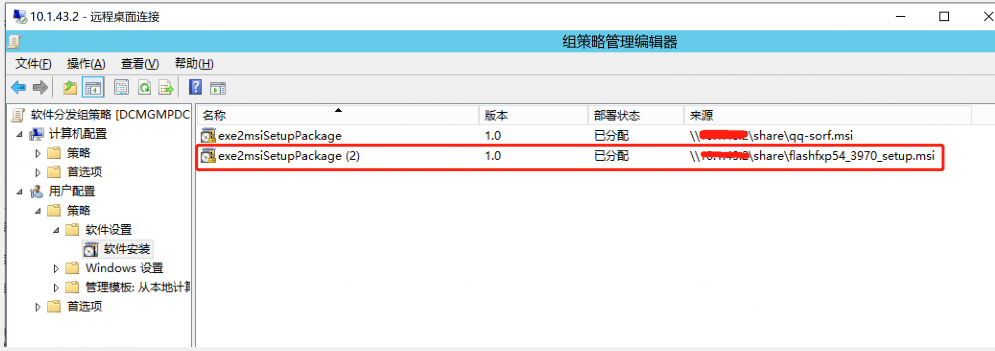 10.1.43.2 - 远程桌面连接
组策略管理编辑器
文件(F) 操作(A) 查看(V) 帮助(H)
软件分发组策略 [DCMGMPDC
计算机配置
策略
首选项
用户配置
策略
软件设置
软件安装
Windows 设置
管理模板: 从本地计算
首选项
名称 版本 部署状态 来源
exe2msiSetupPackage 1.0 已分配 \\ \share\qq-sorf.msi
exe2msiSetupPackage (2) 1.0 已分配 \\ \share\flashfxp54_3970_setup.msi